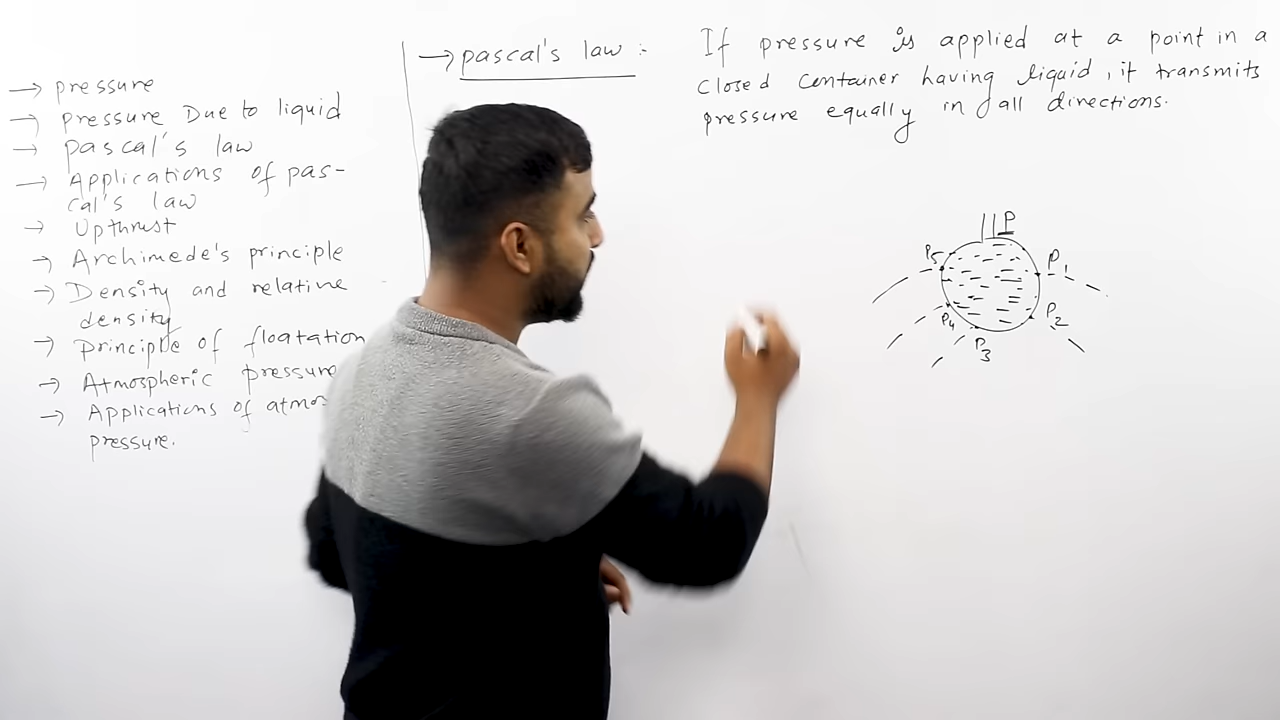 → pressure
→ pressure Due to liquid
→ pascal's law
→ Applications of pas-
cal's law
→ Upthrust
→ Archimede's principle
→ Density and relative
density
→ principle of floatation
→ Atmospheric pressure
→ Applications of atmos
pressure.
→ pascal's law :-
If pressure is applied at a point in a
closed container having liquid, it transmits
pressure equally in all directions.
P
P5
P1
P4
P2
P3